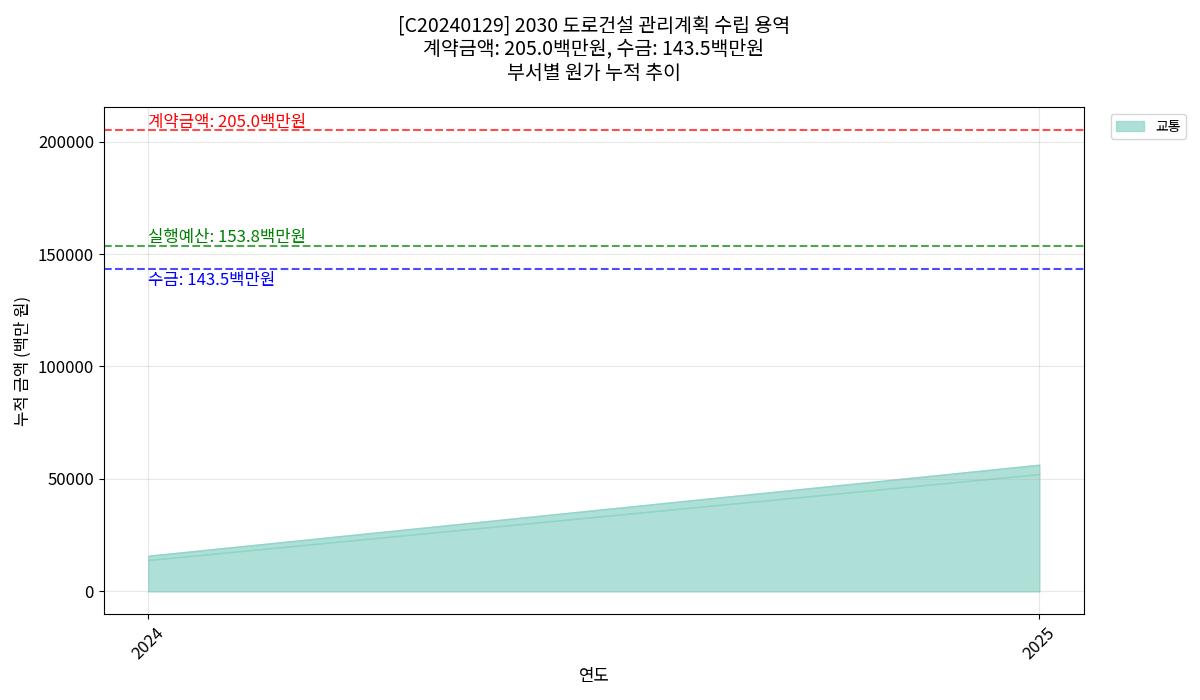 [C20240129] 2030 도로건설 관리계획 수립 용역
계약금액: 205.0백만원, 수금: 143.5백만원
부서별 원가 누적 추이
계약금액: 205.0백만원
교통
200000
실행예산: 153.8백만원
150000
수금: 143.5백만원
누적 금액 (백만 원)
100000
50000
0
2024
2025
연도